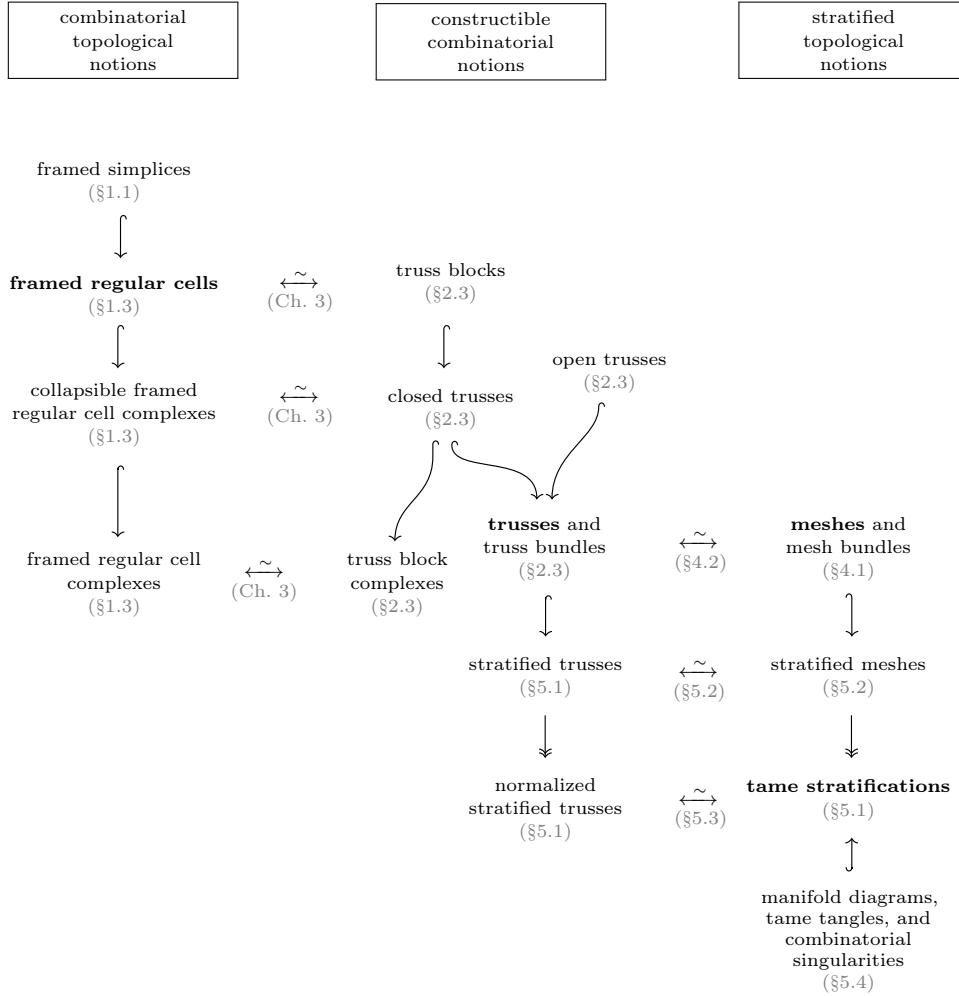 combinatorial
topological
notions
constructible
combinatorial
notions
stratified
topological
notions
framed simplices
(§1.1)
framed regular cells
(§1.3)
∼
(Ch. 3)
truss blocks
(§2.3)
collapsible framed
regular cell complexes
(§1.3)
∼
(Ch. 3)
closed trusses
(§2.3)
open trusses
(§2.3)
framed regular cell
complexes
(§1.3)
∼
(Ch. 3)
truss block
complexes
(§2.3)
trusses and
truss bundles
(§2.3)
∼
(§4.2)
meshes and
mesh bundles
(§4.1)
stratified trusses
(§5.1)
∼
(§5.2)
stratified meshes
(§5.2)
normalized
stratified trusses
(§5.1)
∼
(§5.3)
tame stratifications
(§5.1)
manifold diagrams,
tame tangles, and
combinatorial
singularities
(§5.4)